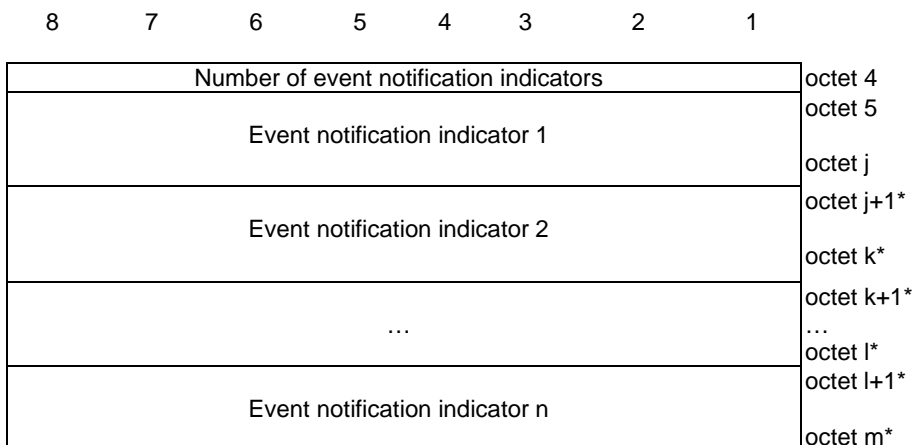 8 7 6 5 4 3 2 1
Number of event notification indicators octet 4
octet 5
Event notification indicator 1
octet j
octet j+1*
Event notification indicator 2
octet k*
octet k+1*
… …
octet l*
octet l+1*
Event notification indicator n
octet m*